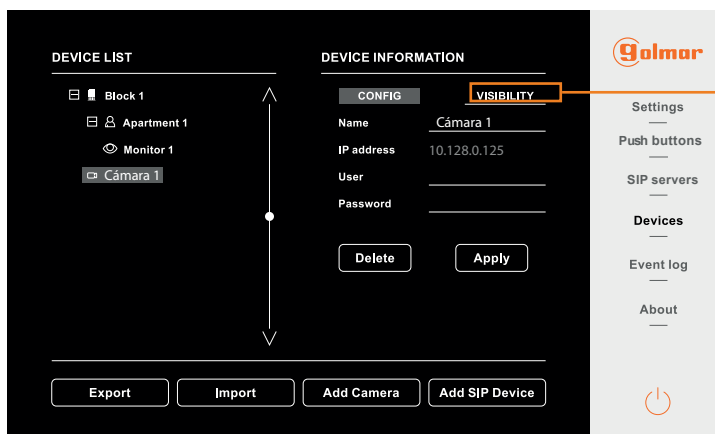 DEVICE LIST
Block 1
Apartment 1
Monitor 1
Cámara 1
DEVICE INFORMATION
CONFIG
VISIBILITY
Name
Cámara 1
IP address
10.128.0.125
User
Password
Delete
Apply
Export
Import
Add Camera
Add SIP Device
golmar
Settings
Push buttons
SIP servers
Devices
Event log
About